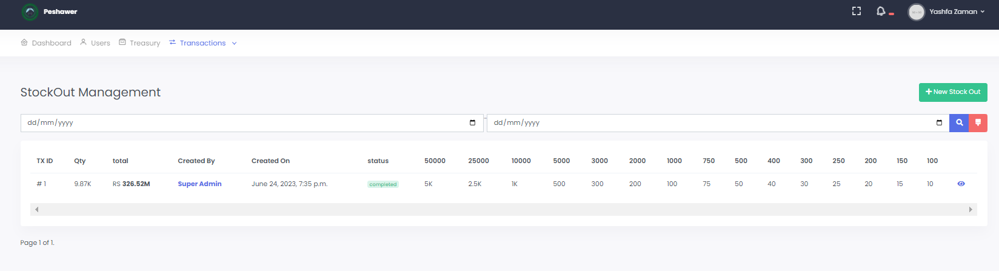 Peshawer
Yashfa Zaman
Dashboard Users Treasury Transactions
StockOut Management
+ New Stock Out
dd/mm/yyyy - dd/mm/yyyy
TX ID Qty total Created By Created On status 50000 25000 10000 5000 3000 2000 1000 750 500 400 300 250 200 150 100
# 1 9.87K RS 326.52M Super Admin June 24, 2023, 7:35 p.m. completed 5K 2.5K 1K 500 300 200 100 75 50 40 30 25 20 15 10
Page 1 of 1.